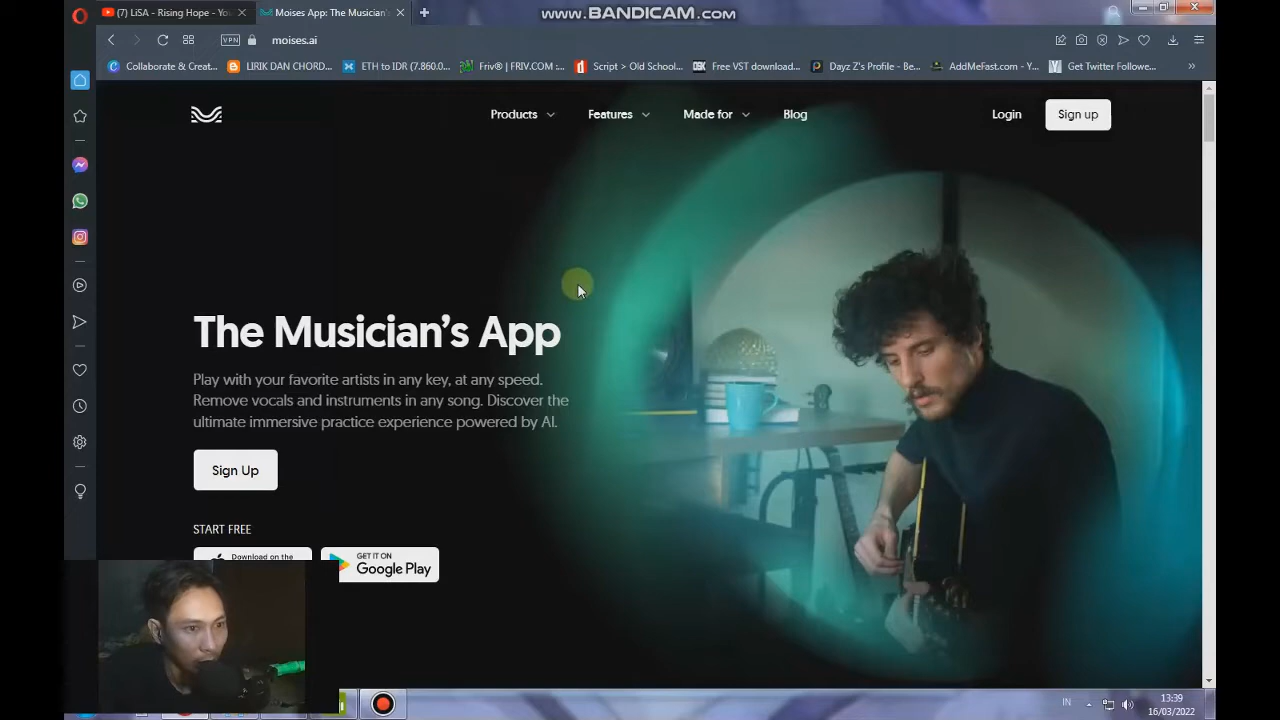 WWW.BANDICAM.COM
(7) LiSA - Rising Hope - Yo
Moises App: The Musician's
VPN
moises.ai
Collaborate & Creat...
LIRIK DAN CHORD...
ETH to IDR (7.860.0...
Friv® | FRIV.COM :...
Script > Old School...
Free VST download...
Dayz Z's Profile - Be...
AddMeFast.com - Y...
Get Twitter Followe...
Products
Features
Made for
Blog
Login
Sign up
The Musician's App
Play with your favorite artists in any key, at any speed.
Remove vocals and instruments in any song. Discover the
ultimate immersive practice experience powered by AI.
Sign Up
START FREE
Download on the
GET IT ON
Google Play
IN
13:39
16/03/2022